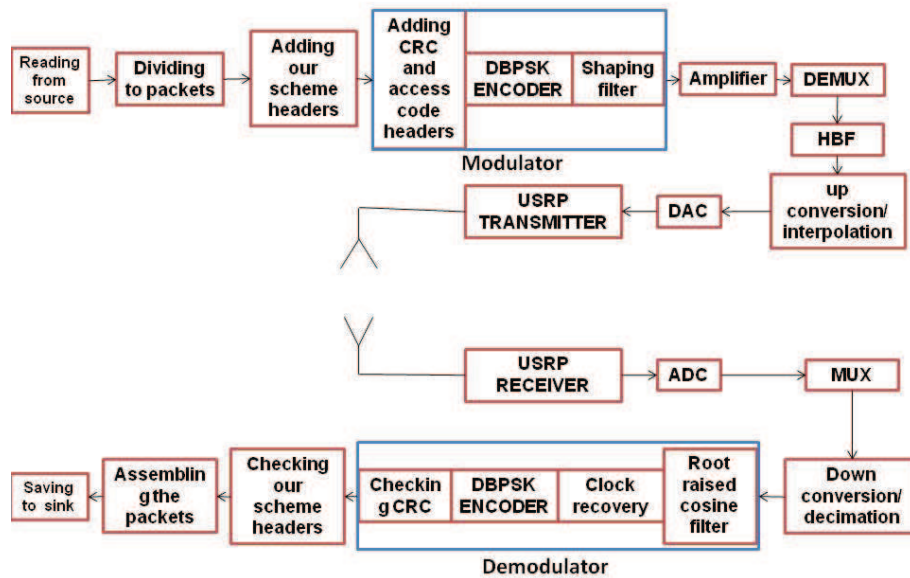 Reading
from
source
Dividing
to packets
Adding
our
scheme
headers
Adding
CRC
and
access
code
headers
DBPSK
ENCODER
Shaping
filter
Amplifier
DEMUX
HBF
Modulator
up
conversion/
interpolation
DAC
USRP
TRANSMITTER
USRP
RECEIVER
ADC
MUX
Down
conversion/
decimation
Root
raised
cosine
filter
Clock
recovery
DBPSK
ENCODER
Checkin
g CRC
Checking
our
scheme
headers
Assemblin
g the
packets
Saving
to sink
Demodulator